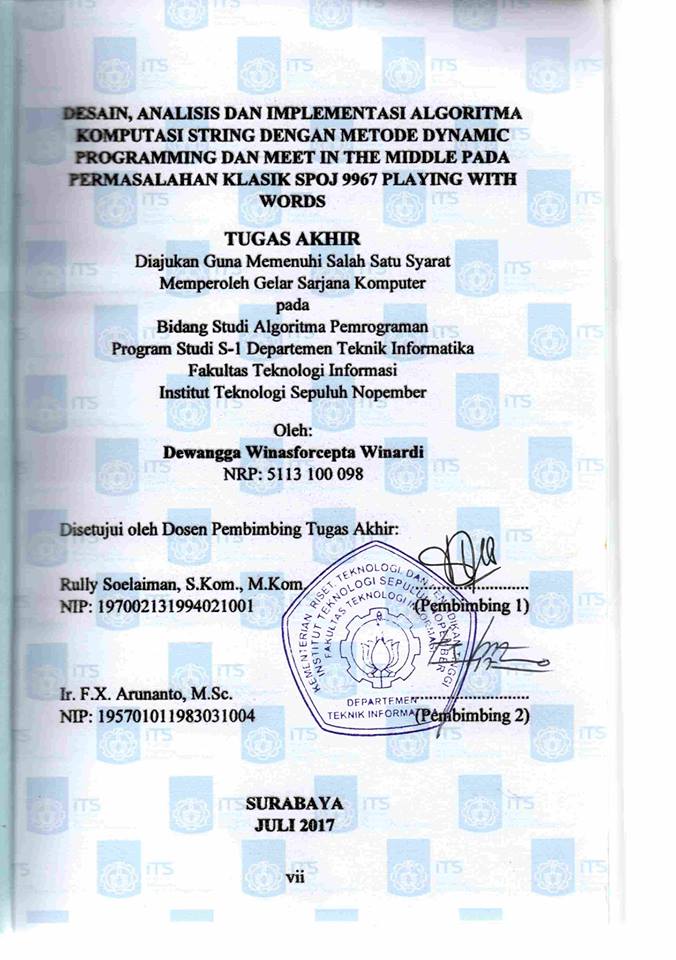 DESAIN, ANALISIS DAN IMPLEMENTASI ALGORITMA
KOMPUTASI STRING DENGAN METODE DYNAMIC
PROGRAMMING DAN MEET IN THE MIDDLE PADA
PERMASALAHAN KLASIK SPOJ 9967 PLAYING WITH
WORDS
TUGAS AKHIR
Diajukan Guna Memenuhi Salah Satu Syarat
Memperoleh Gelar Sarjana Komputer
pada
Bidang Studi Algoritma Pemrograman
Program Studi S-1 Departemen Teknik Informatika
Fakultas Teknologi Informasi
Institut Teknologi Sepuluh Nopember
Oleh:
Dewangga Winasforcepta Winardi
NRP: 5113 100 098
Disetujui oleh Dosen Pembimbing Tugas Akhir:
Rully Soelaiman, S.Kom., M.Kom
NIP: 197002131994021001
(Pembimbing 1)
KEMENTERIAN RISET, TEKNOLOGI DAN PENDIDIKAN TINGGI
INSTITUT TEKNOLOGI SEPULUH NOPEMBER
FAKULTAS TEKNOLOGI INFORMASI
DEPARTEMEN
TEKNIK INFORMA
Ir. F.X. Arunanto, M.Sc.
NIP: 195701011983031004
(Pembimbing 2)
SURABAYA
JULI 2017
vii
ITS